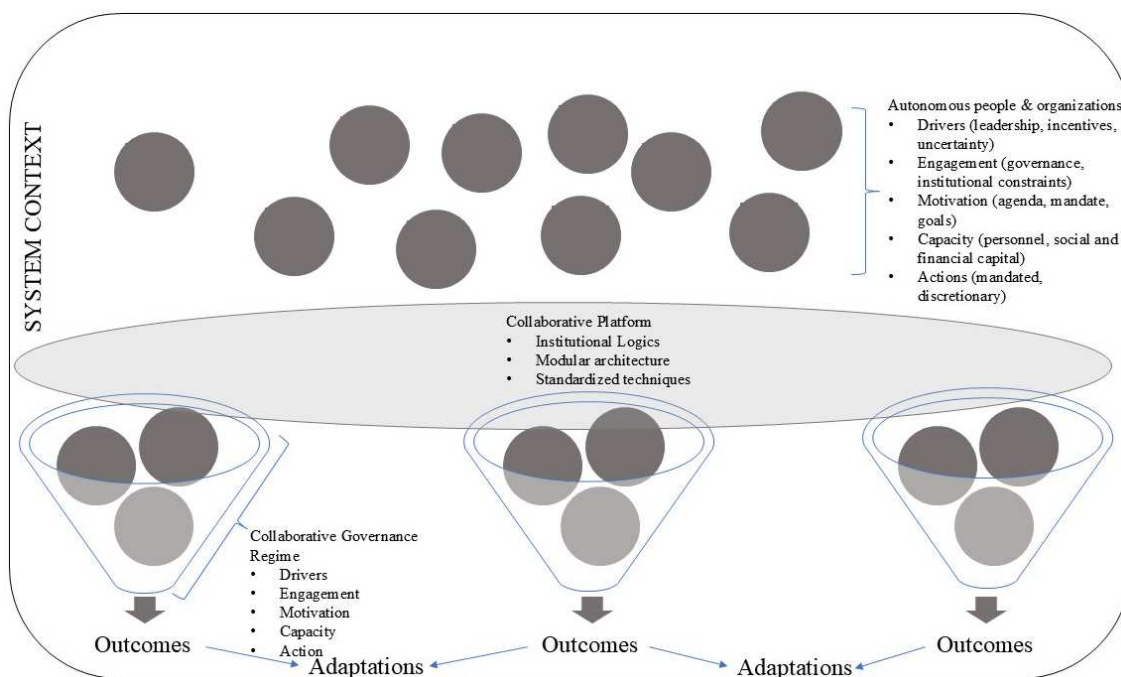 SYSTEM CONTEXT
Autonomous people & organizations
• Drivers (leadership, incentives,
uncertainty)
• Engagement (governance,
institutional constraints)
• Motivation (agenda, mandate,
goals)
• Capacity (personnel, social and
financial capital)
• Actions (mandated,
discretionary)
Collaborative Platform
• Institutional Logics
• Modular architecture
• Standardized techniques
Collaborative Governance
Regime
• Drivers
• Engagement
• Motivation
• Capacity
• Action
Outcomes
Outcomes
Outcomes
Adaptations
Adaptations